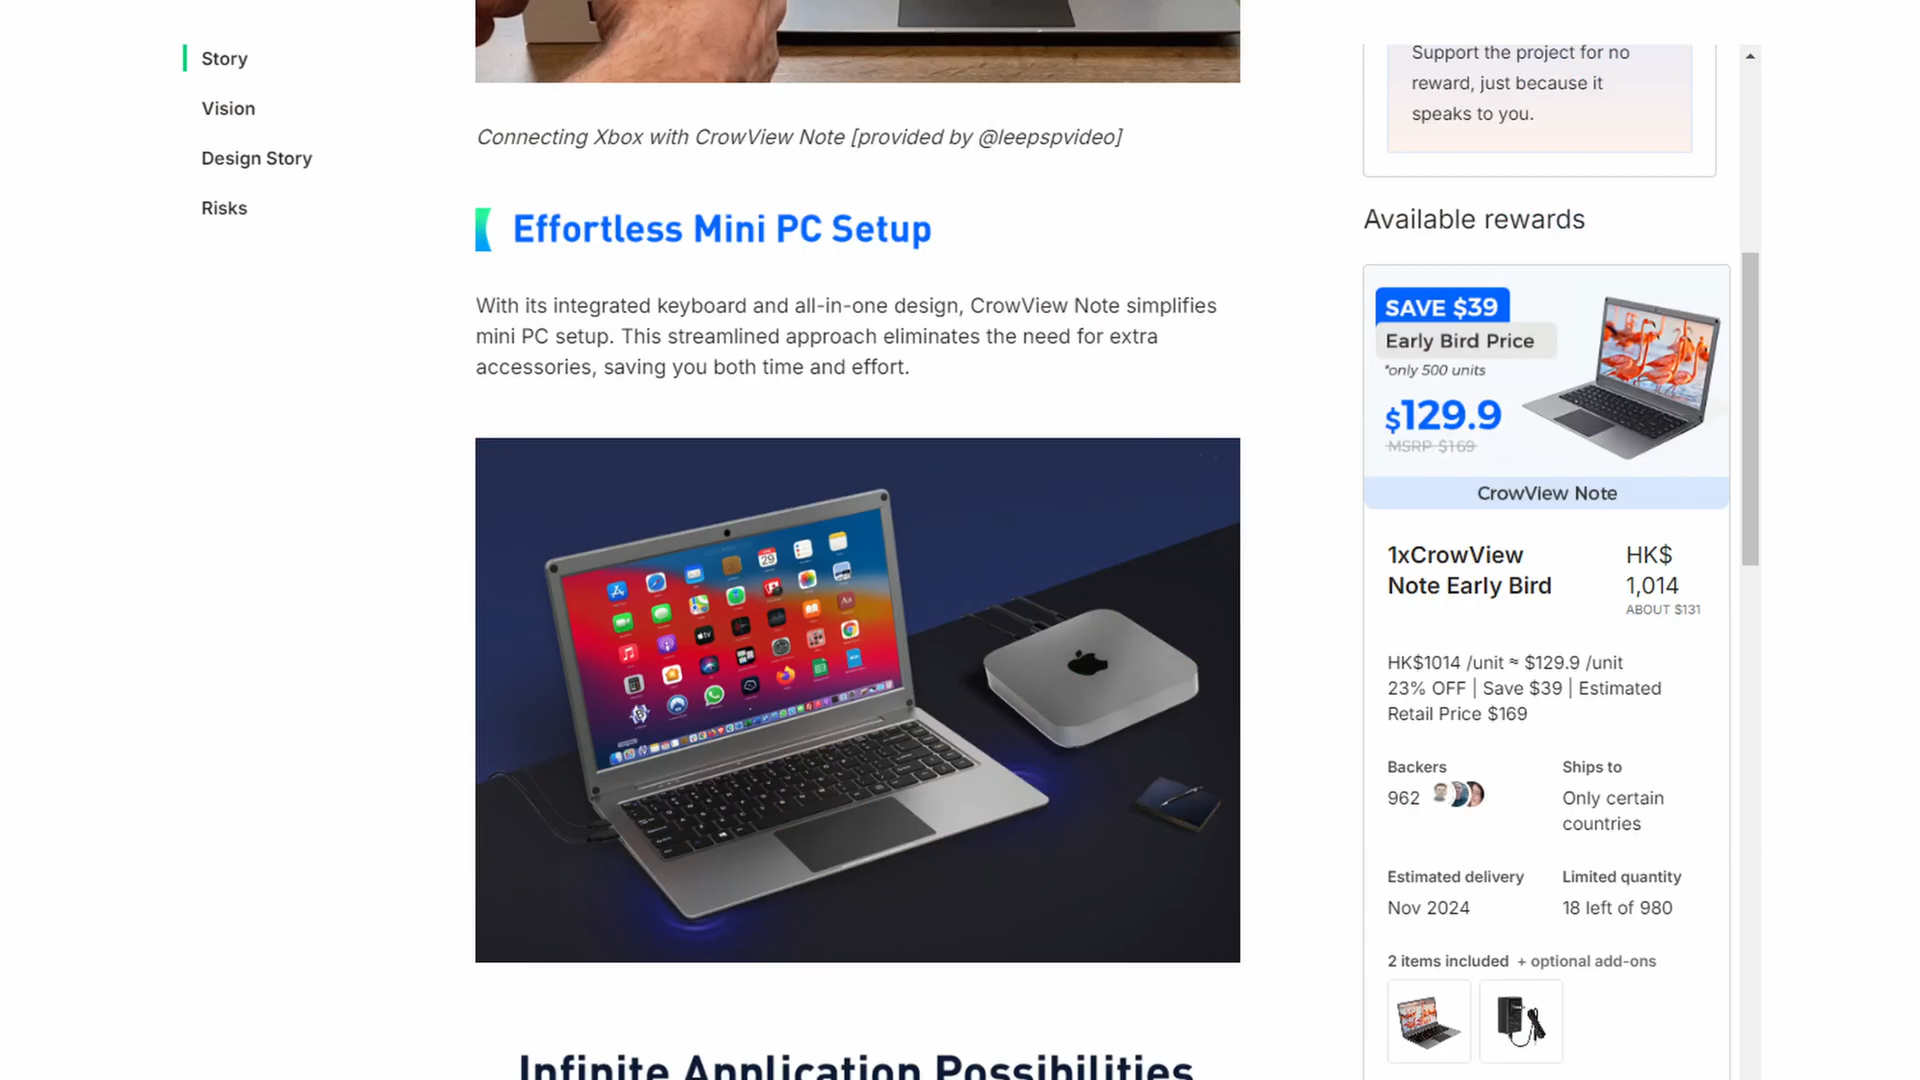 Story
Vision
Design Story
Risks
Connecting Xbox with CrowView Note [provided by @leepspvideo]
Effortless Mini PC Setup
With its integrated keyboard and all-in-one design, CrowView Note simplifies
mini PC setup. This streamlined approach eliminates the need for extra
accessories, saving you both time and effort.
Infinite Application Possibilities
Support the project for no
reward, just because it
speaks to you.
Available rewards
SAVE $39
Early Bird Price
*only 500 units
$129.9
MSRP $169
CrowView Note
1xCrowView
Note Early Bird
HK$
1,014
ABOUT $131
HK$1014 /unit ≈ $129.9 /unit
23% OFF | Save $39 | Estimated
Retail Price $169
Backers
962
Ships to
Only certain
countries
Estimated delivery
Nov 2024
Limited quantity
18 left of 980
2 items included + optional add-ons